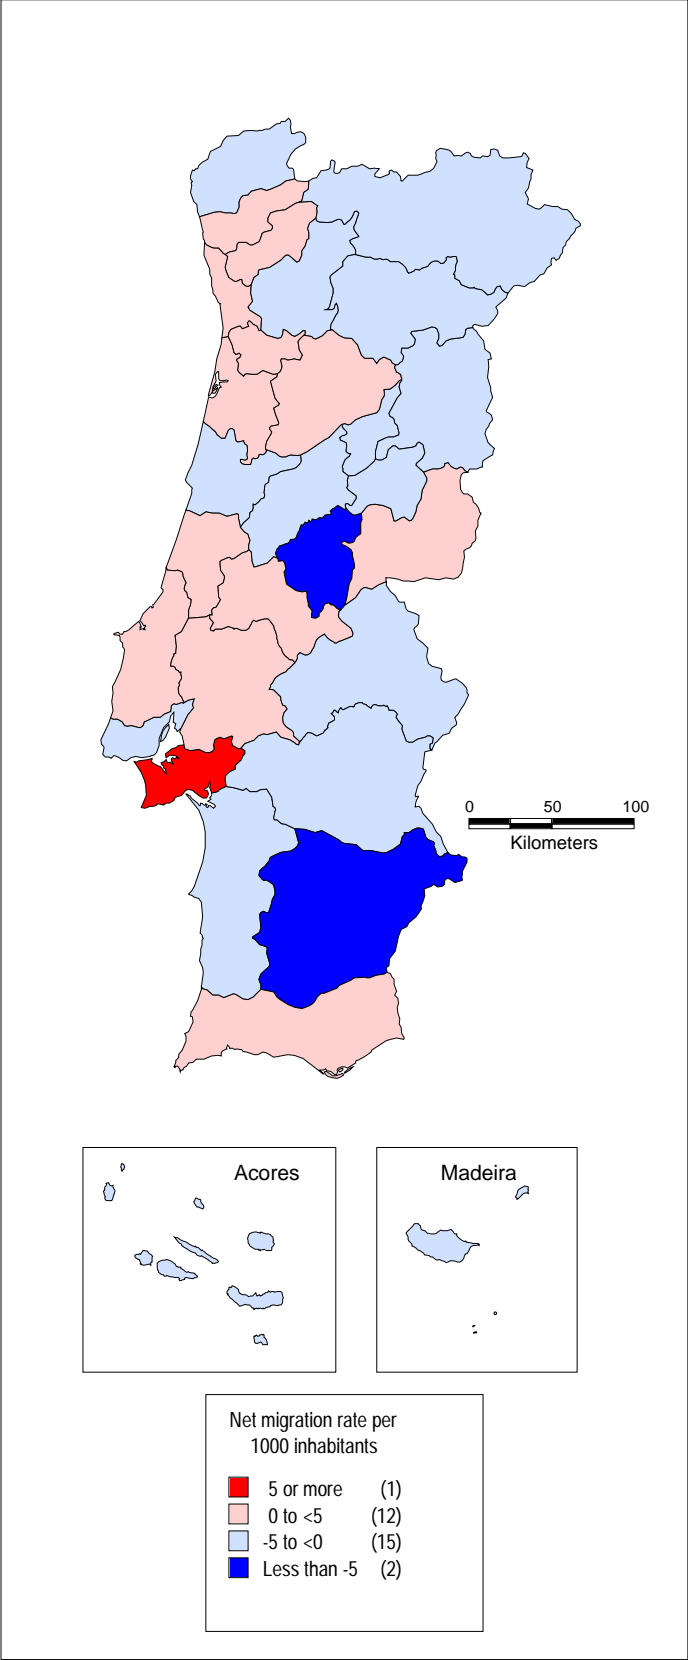 0 50 100
Kilometers
Acores
Madeira
Net migration rate per
1000 inhabitants
5 or more (1)
0 to <5 (12)
-5 to <0 (15)
Less than -5 (2)